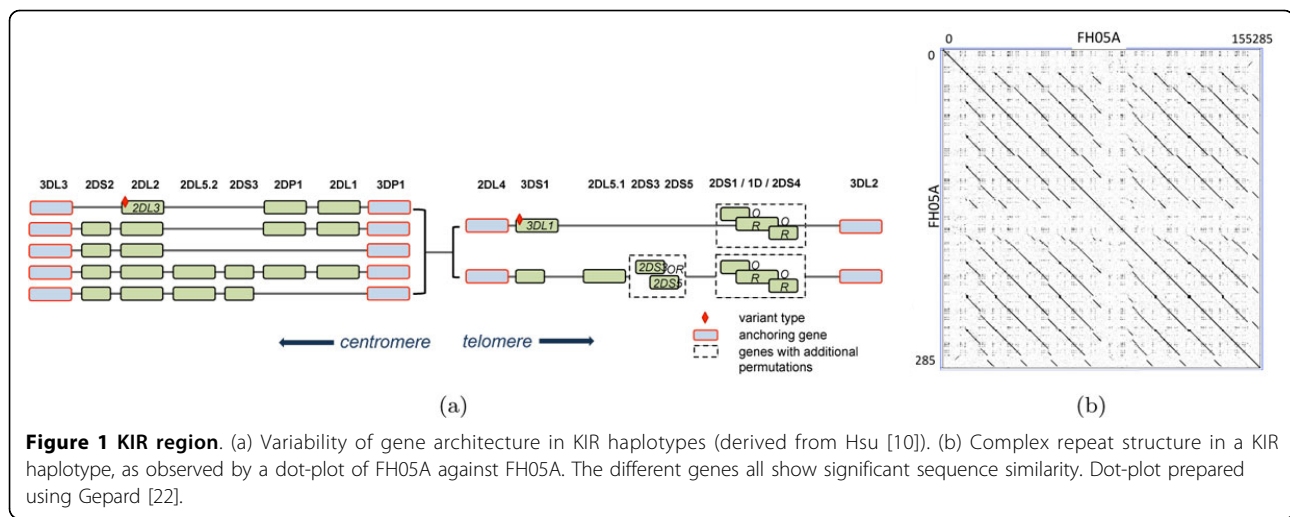 3DL3 2DS2 2DL2 2DL5.2 2DS3 2DP1 2DL1 3DP1
2DL3
2DL4 3DS1 2DL5.1 2DS3 2DS5 2DS1 / 1D / 2DS4 3DL2
3DL1
O
R
O
R
2DS3
OR
2DS5
O
R
O
R
centromere telomere
variant type
anchoring gene
genes with additional
permutations
(a)
0 FH05A 155285
0
FH05A
285
(b)
Figure 1 KIR region. (a) Variability of gene architecture in KIR haplotypes (derived from Hsu [10]). (b) Complex repeat structure in a KIR
haplotype, as observed by a dot-plot of FH05A against FH05A. The different genes all show significant sequence similarity. Dot-plot prepared
using Gepard [22].